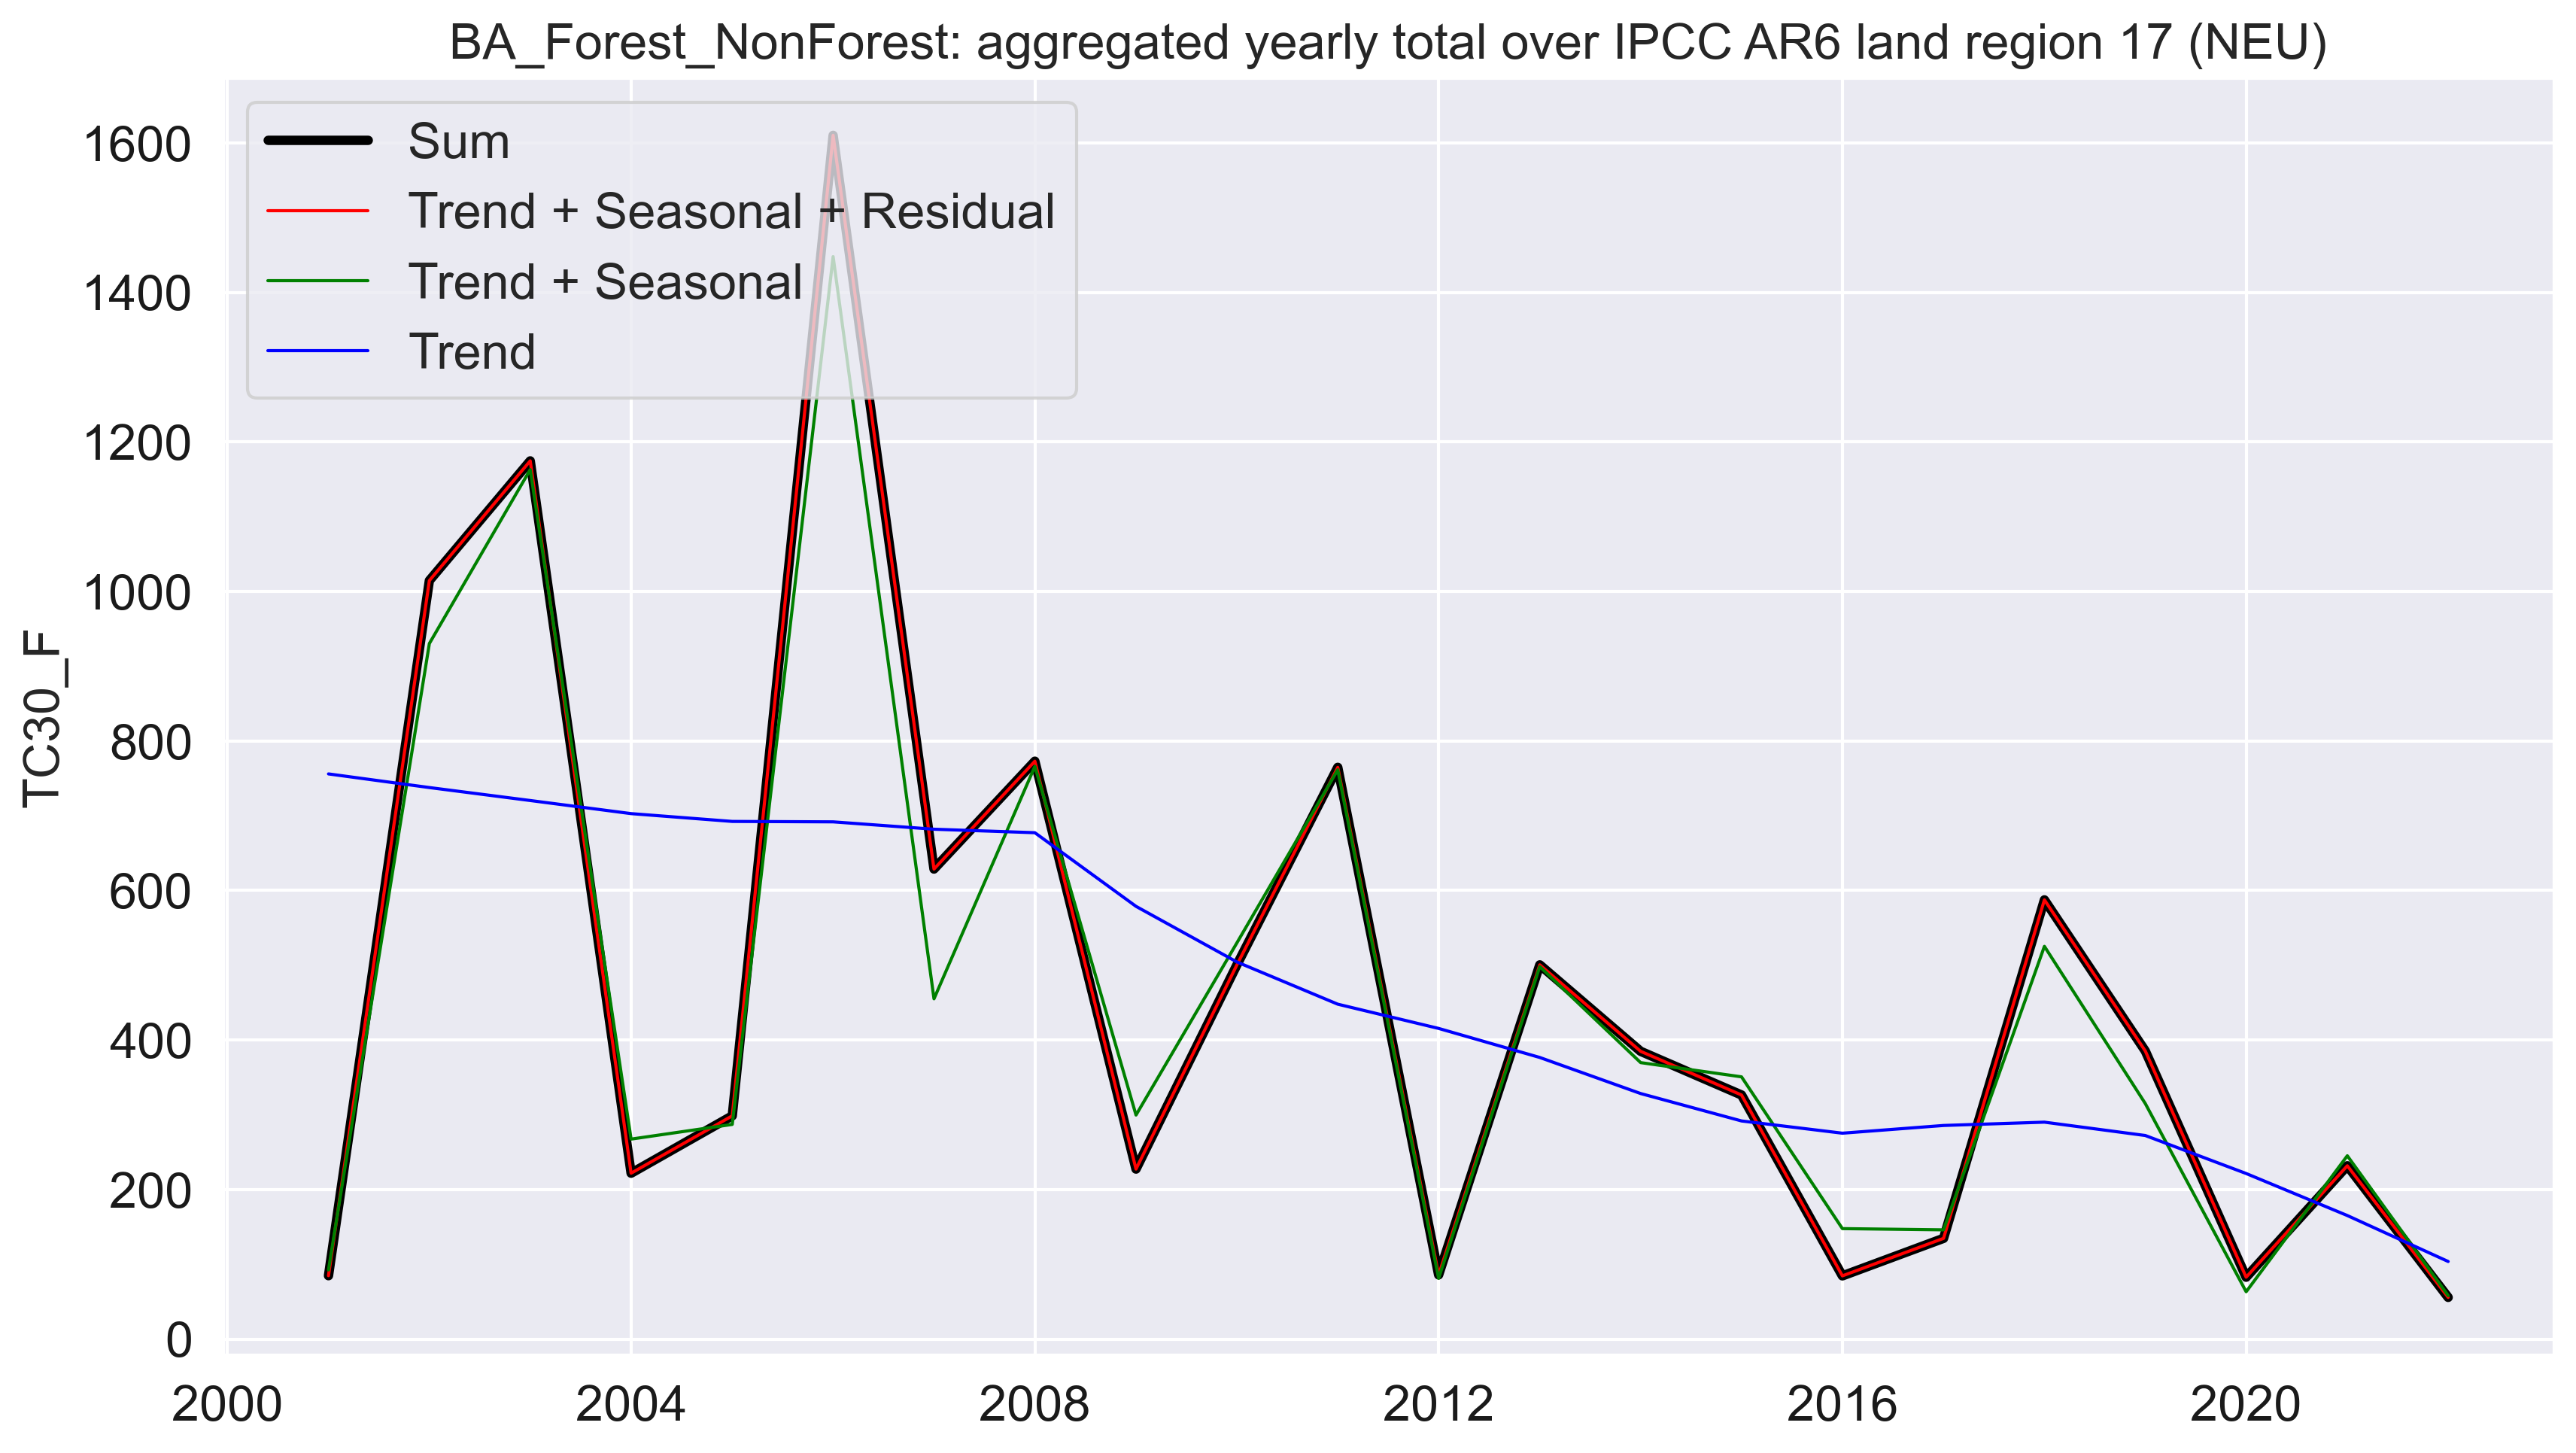 BA_Forest_NonForest: aggregated yearly total over IPCC AR6 land region 17 (NEU)
Sum
Trend + Seasonal + Residual
Trend + Seasonal
Trend
TC30_F
1600
1400
1200
1000
800
600
400
200
0
2000 2004 2008 2012 2016 2020